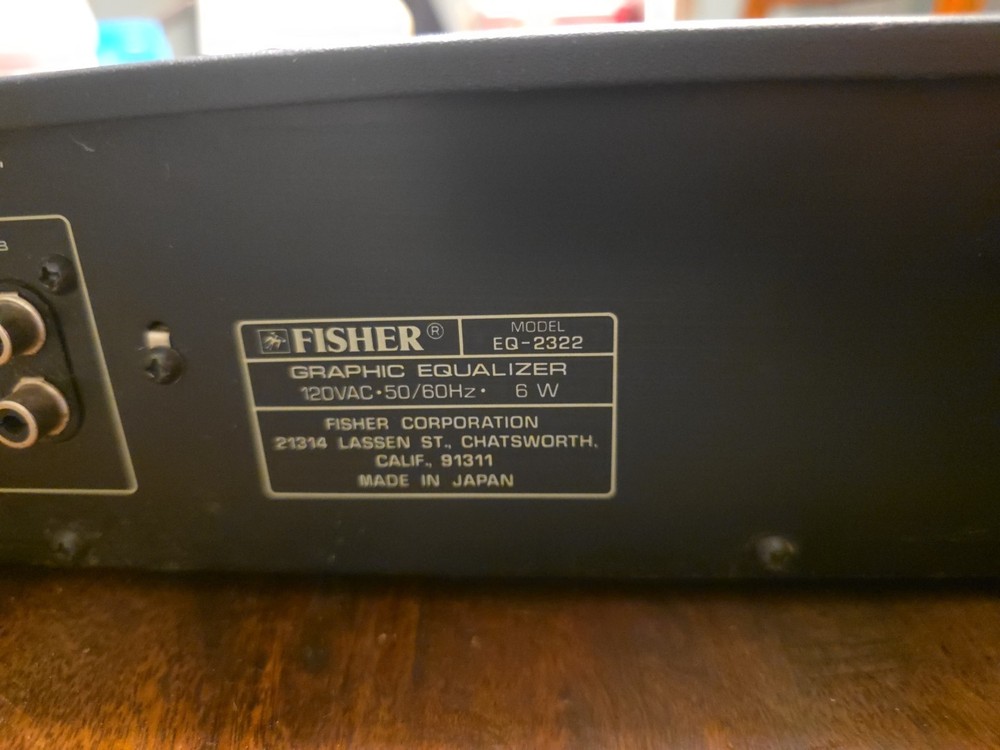 FISHER®
MODEL
EQ-2322
GRAPHIC EQUALIZER
120VAC•50/60Hz• 6 W
FISHER CORPORATION
21314 LASSEN ST., CHATSWORTH,
CALIF., 91311
MADE IN JAPAN